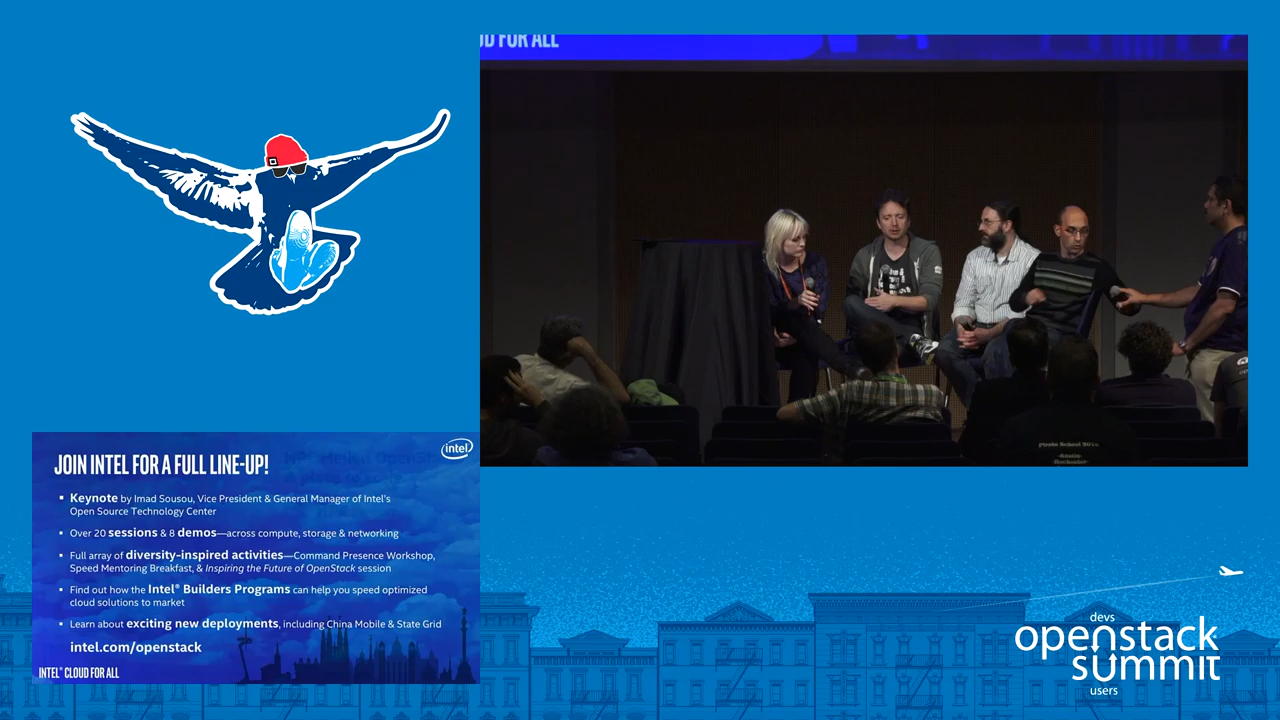 UD FOR ALL
JOIN INTEL FOR A FULL LINE-UP!
intel
▪ Keynote by Imad Sousou, Vice President & General Manager of Intel's
Open Source Technology Center
▪ Over 20 sessions & 8 demos—across compute, storage & networking
▪ Full array of diversity-inspired activities—Command Presence Workshop,
Speed Mentoring Breakfast, & Inspiring the Future of OpenStack session
▪ Find out how the Intel® Builders Programs can help you speed optimized
cloud solutions to market
▪ Learn about exciting new deployments, including China Mobile & State Grid
intel.com/openstack
INTEL® CLOUD FOR ALL
devs
openstack
summit
users